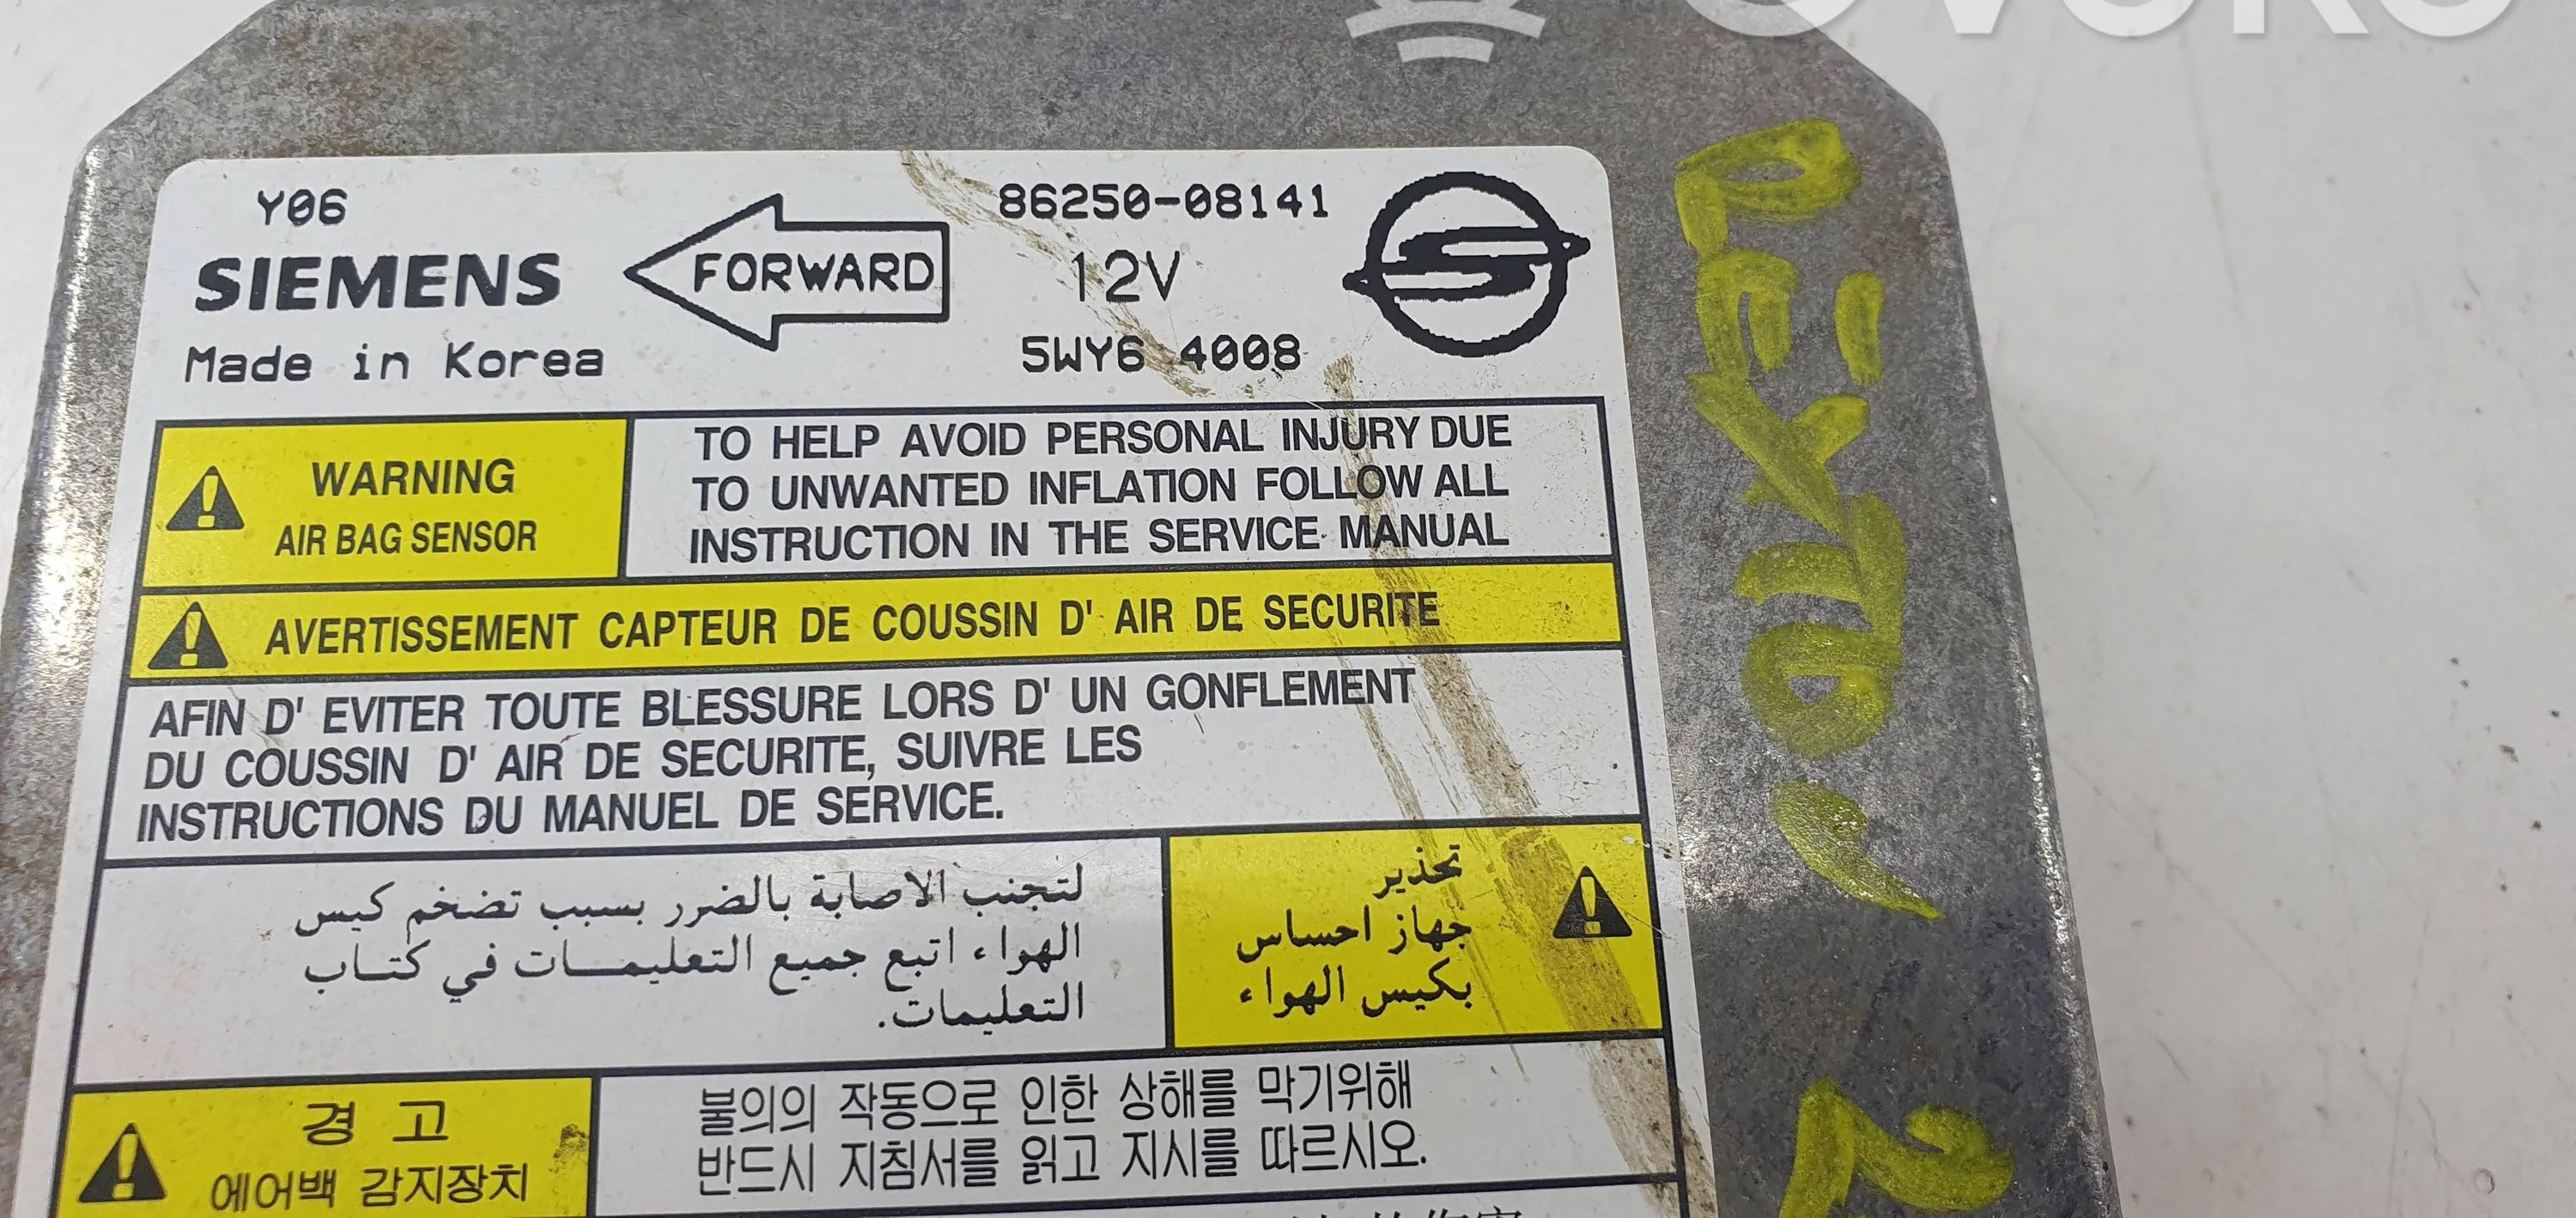 Y06
SIEMENS
Made in Korea
FORWARD
86250-08141
12V
5WY6 4008
WARNING
AIR BAG SENSOR
TO HELP AVOID PERSONAL INJURY DUE
TO UNWANTED INFLATION FOLLOW ALL
INSTRUCTION IN THE SERVICE MANUAL
AVERTISSEMENT CAPTEUR DE COUSSIN D' AIR DE SECURITE
AFIN D' EVITER TOUTE BLESSURE LORS D' UN GONFLEMENT
DU COUSSIN D' AIR DE SECURITE, SUIVRE LES
INSTRUCTIONS DU MANUEL DE SERVICE.
تحذير
جهاز احساس
بكيس الهواء
لتجنب الاصابة بالضرر بسبب تضخم كيس
الهواء اتبع جميع التعليمات في كتاب
التعليمات.
경 고
에어백 감지장치
불의의 작동으로 인한 상해를 막기위해
반드시 지침서를 읽고 지시를 따르시오.